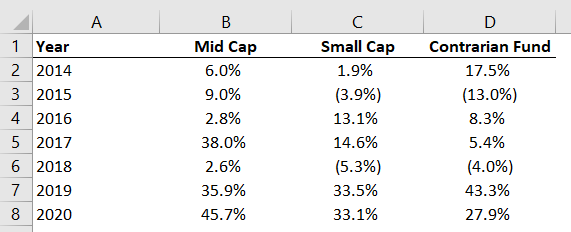 A B C D
1 Year Mid Cap Small Cap Contrarian Fund
2 2014 6.0% 1.9% 17.5%
3 2015 9.0% (3.9%) (13.0%)
4 2016 2.8% 13.1% 8.3%
5 2017 38.0% 14.6% 5.4%
6 2018 2.6% (5.3%) (4.0%)
7 2019 35.9% 33.5% 43.3%
8 2020 45.7% 33.1% 27.9%